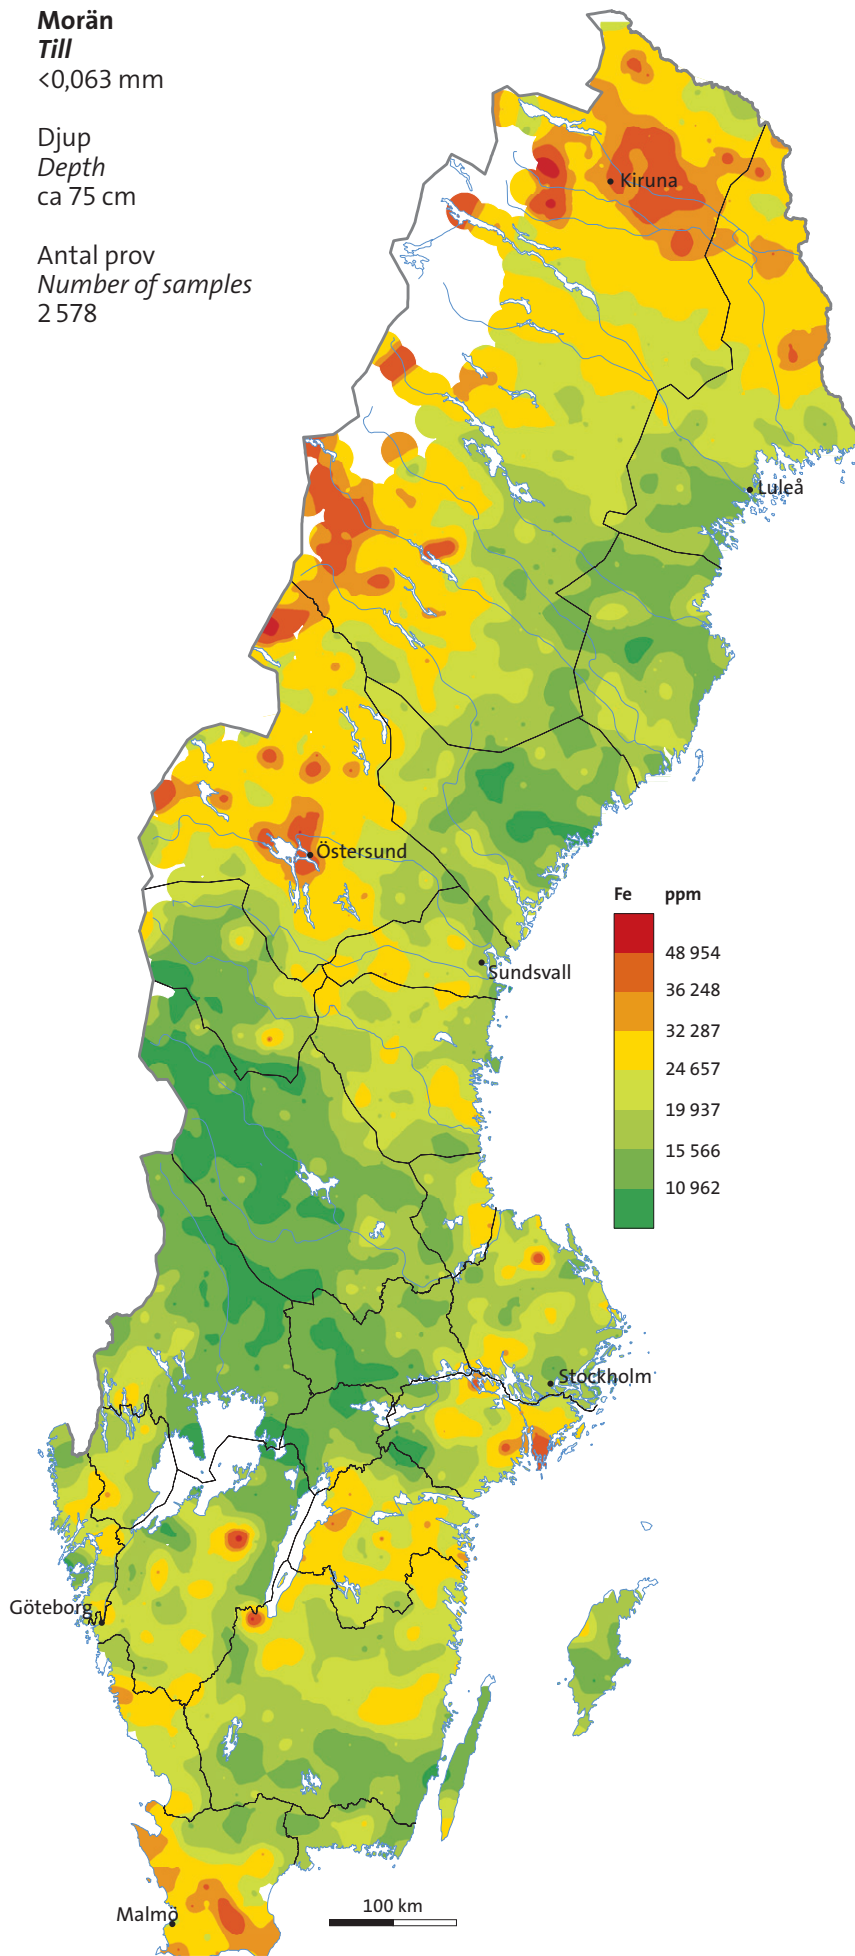 Morän
Till
<0,063 mm
Djup
Depth
ca 75 cm
Antal prov
Number of samples
2 578
Kiruna
Luleå
Östersund
Sundsvall
Fe ppm
48 954
36 248
32 287
24 657
19 937
15 566
10 962
Stockholm
Göteborg
Malmö
100 km